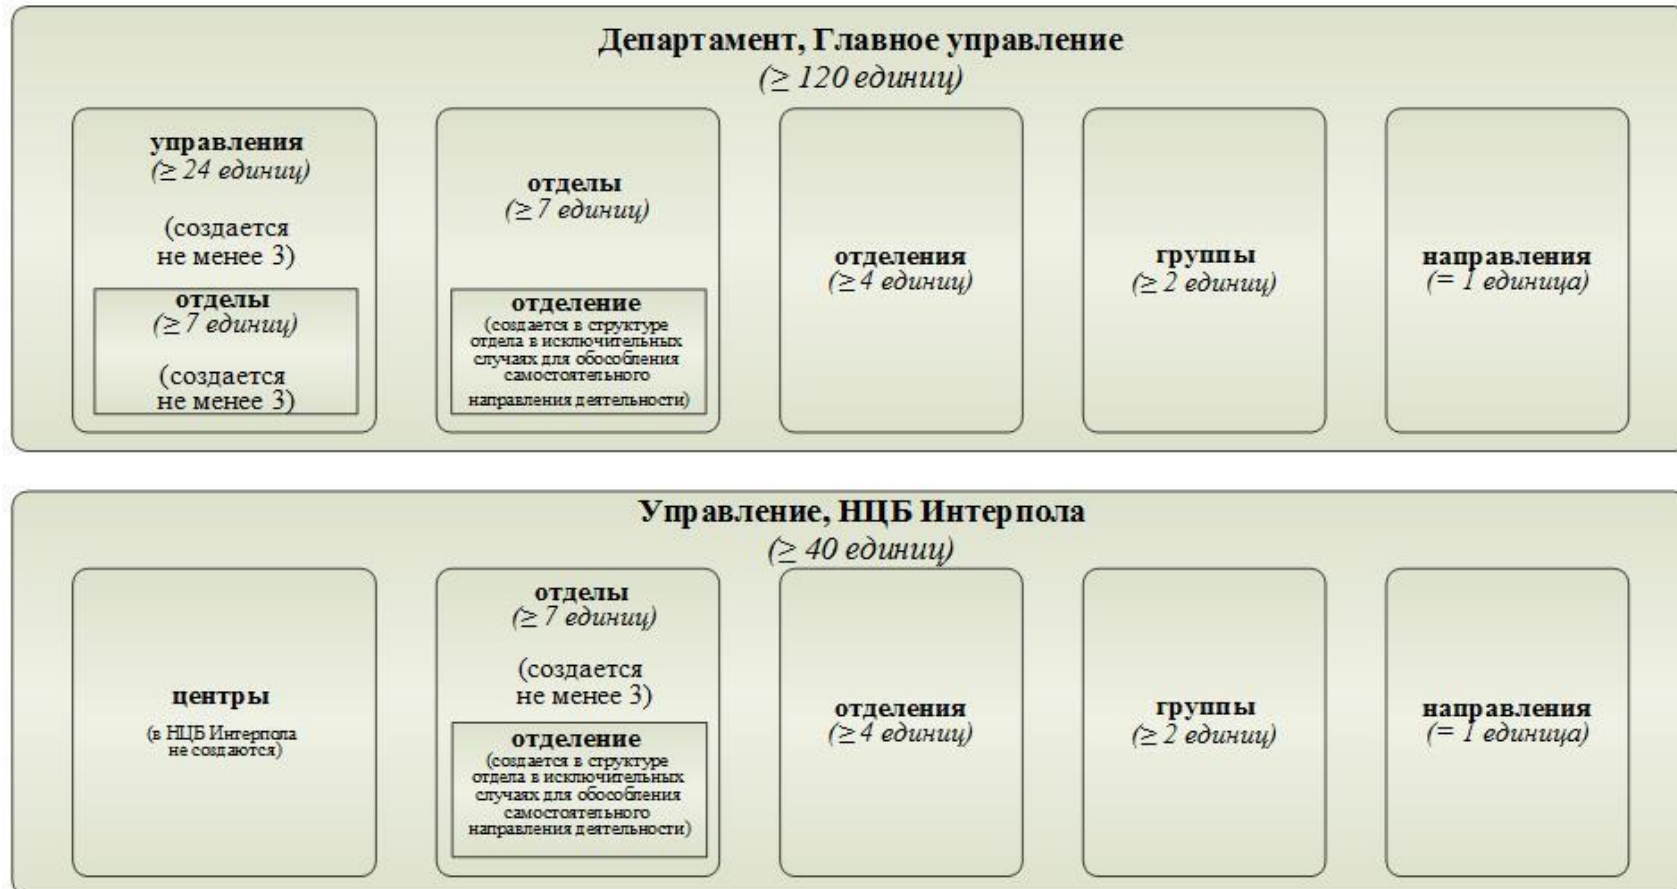 Департамент, Главное управление
(≥ 120 единиц)
управления
(≥ 24 единиц)
(создается
не менее 3)
отделы
(≥ 7 единиц)
(создается
не менее 3)
отделы
(≥ 7 единиц)
отделение
(создается в структуре
отдела в исключительных
случаях для обособления
самостоятельного
направления деятельности)
отделения
(≥ 4 единиц)
группы
(≥ 2 единиц)
направления
(= 1 единица)
Управление, НЦБ Интерпола
(≥ 40 единиц)
центры
(в НЦБ Интерпола
не создаются)
отделы
(≥ 7 единиц)
(создается
не менее 3)
отделение
(создается в структуре
отдела в исключительных
случаях для обособления
самостоятельного
направления деятельности)
отделения
(≥ 4 единиц)
группы
(≥ 2 единиц)
направления
(= 1 единица)